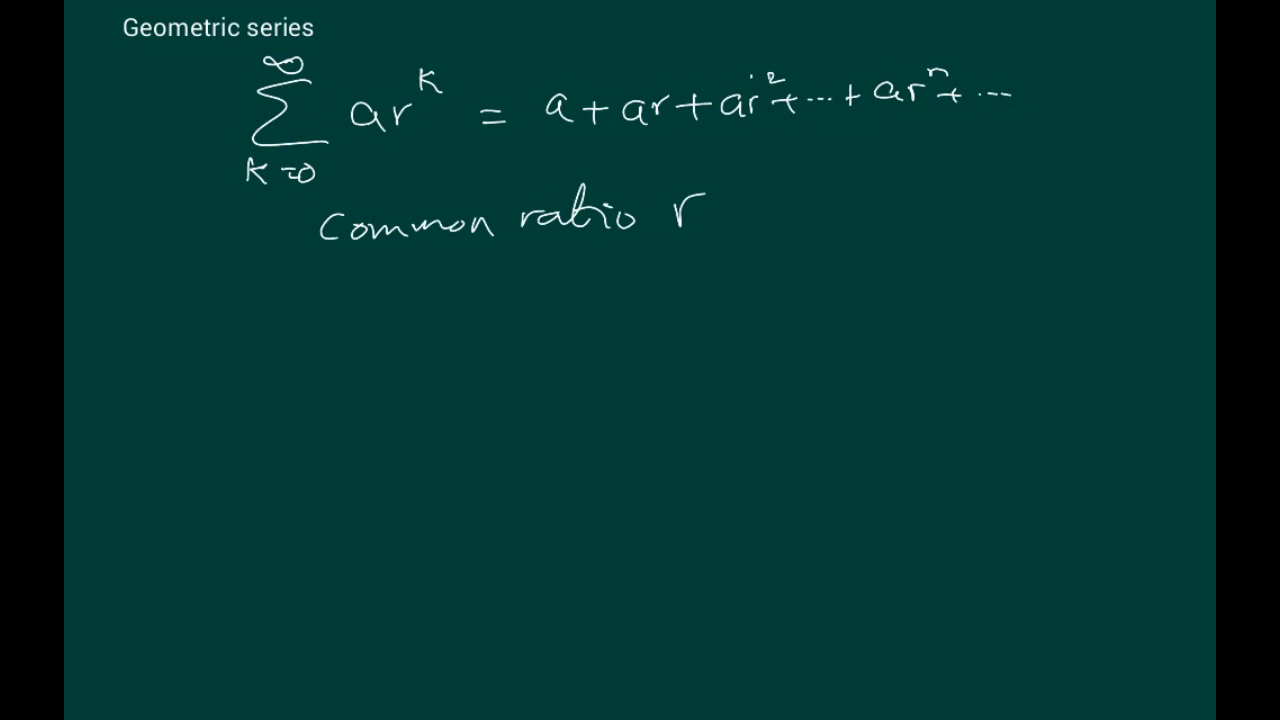 Geometric series
∞
∑ ar^k = a + ar + ar^2 + ... + ar^n + ...
k=0
common ratio r